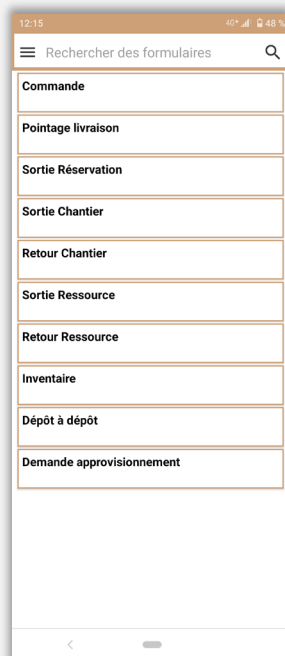 12:15 4G+ 48 %
Rechercher des formulaires
Commande
Pointage livraison
Sortie Réservation
Sortie Chantier
Retour Chantier
Sortie Ressource
Retour Ressource
Inventaire
Dépôt à dépôt
Demande approvisionnement